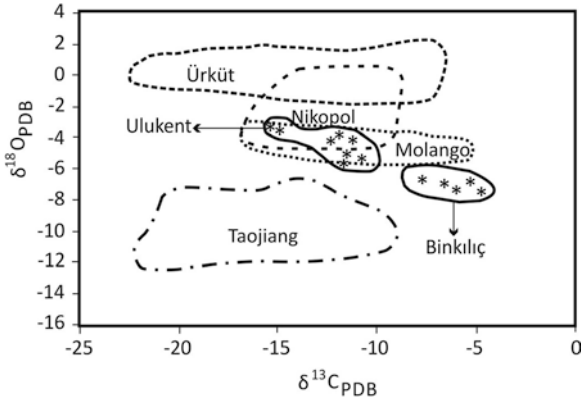 4
2
0
-2
-4
-6
-8
-10
-12
-14
-16
δ18OPDB
Ürküt
Nikopol
Ulukent
Molango
Taojiang
Binkılıç
-25
-20
-15
-10
-5
0
δ13CPDB